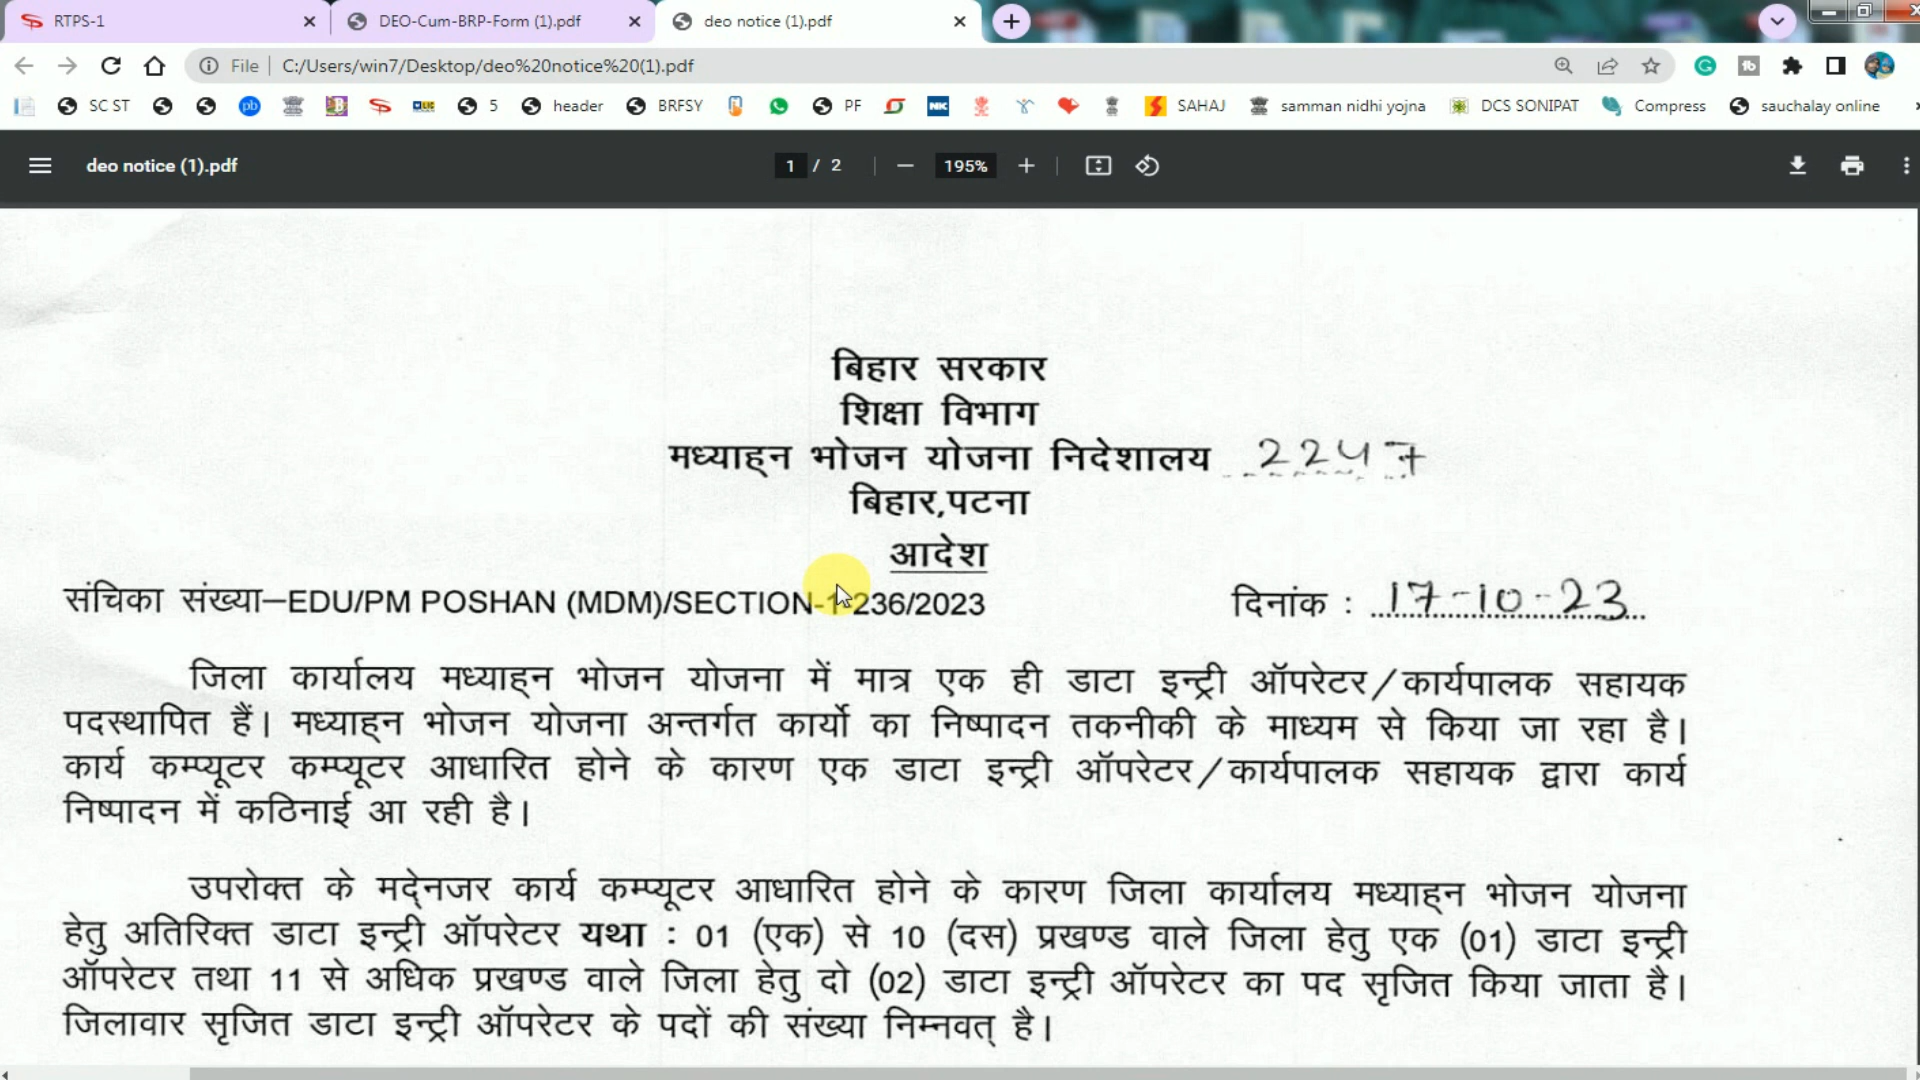 RTPS-1
DEO-Cum-BRP-Form (1).pdf
deo notice (1).pdf
File
C:/Users/win7/Desktop/deo%20notice%20(1).pdf
SC ST
pb
LIC
5
header
BRFSY
PF
NK
SAHAJ
samman nidhi yojna
DCS SONIPAT
Compress
sauchalay online
deo notice (1).pdf
1 / 2
195%
बिहार सरकार
शिक्षा विभाग
मध्याह्न भोजन योजना निदेशालय 2247
बिहार,पटना
आदेश
संचिका संख्या–EDU/PM POSHAN (MDM)/SECTION-1-236/2023 दिनांक : 17-10-23
जिला कार्यालय मध्याह्न भोजन योजना में मात्र एक ही डाटा इन्ट्री ऑपरेटर/कार्यपालक सहायक
पदस्थापित हैं। मध्याह्न भोजन योजना अन्तर्गत कार्यो का निष्पादन तकनीकी के माध्यम से किया जा रहा है।
कार्य कम्प्यूटर कम्प्यूटर आधारित होने के कारण एक डाटा इन्ट्री ऑपरेटर/कार्यपालक सहायक द्वारा कार्य
निष्पादन में कठिनाई आ रही है।
उपरोक्त के मद्देनजर कार्य कम्प्यूटर आधारित होने के कारण जिला कार्यालय मध्याह्न भोजन योजना
हेतु अतिरिक्त डाटा इन्ट्री ऑपरेटर यथा : 01 (एक) से 10 (दस) प्रखण्ड वाले जिला हेतु एक (01) डाटा इन्ट्री
ऑपरेटर तथा 11 से अधिक प्रखण्ड वाले जिला हेतु दो (02) डाटा इन्ट्री ऑपरेटर का पद सृजित किया जाता है।
जिलावार सृजित डाटा इन्ट्री ऑपरेटर के पदों की संख्या निम्नवत् है।